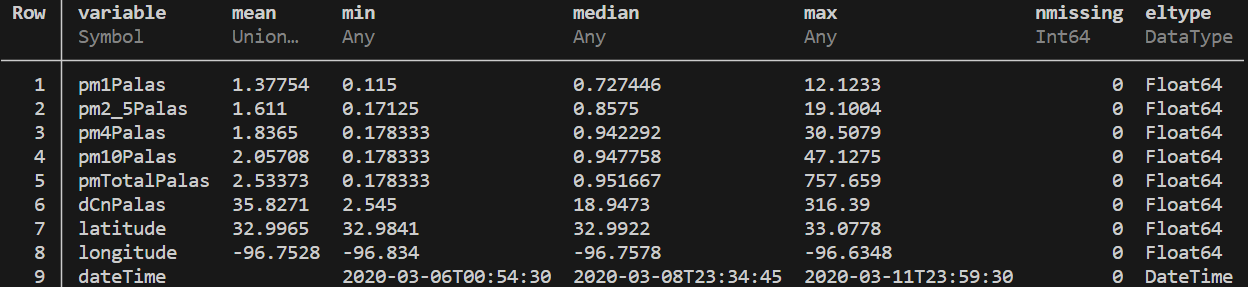 Row variable mean min median max nmissing eltype
Symbol Union… Any Any Any Int64 DataType
1 pm1Palas 1.37754 0.115 0.727446 12.1233 0 Float64
2 pm2_5Palas 1.611 0.17125 0.8575 19.1004 0 Float64
3 pm4Palas 1.8365 0.178333 0.942292 30.5079 0 Float64
4 pm10Palas 2.05708 0.178333 0.947758 47.1275 0 Float64
5 pmTotalPalas 2.53373 0.178333 0.951667 757.659 0 Float64
6 dCnPalas 35.8271 2.545 18.9473 316.39 0 Float64
7 latitude 32.9965 32.9841 32.9922 33.0778 0 Float64
8 longitude -96.7528 -96.834 -96.7578 -96.6348 0 Float64
9 dateTime 2020-03-06T00:54:30 2020-03-08T23:34:45 2020-03-11T23:59:30 0 DateTime